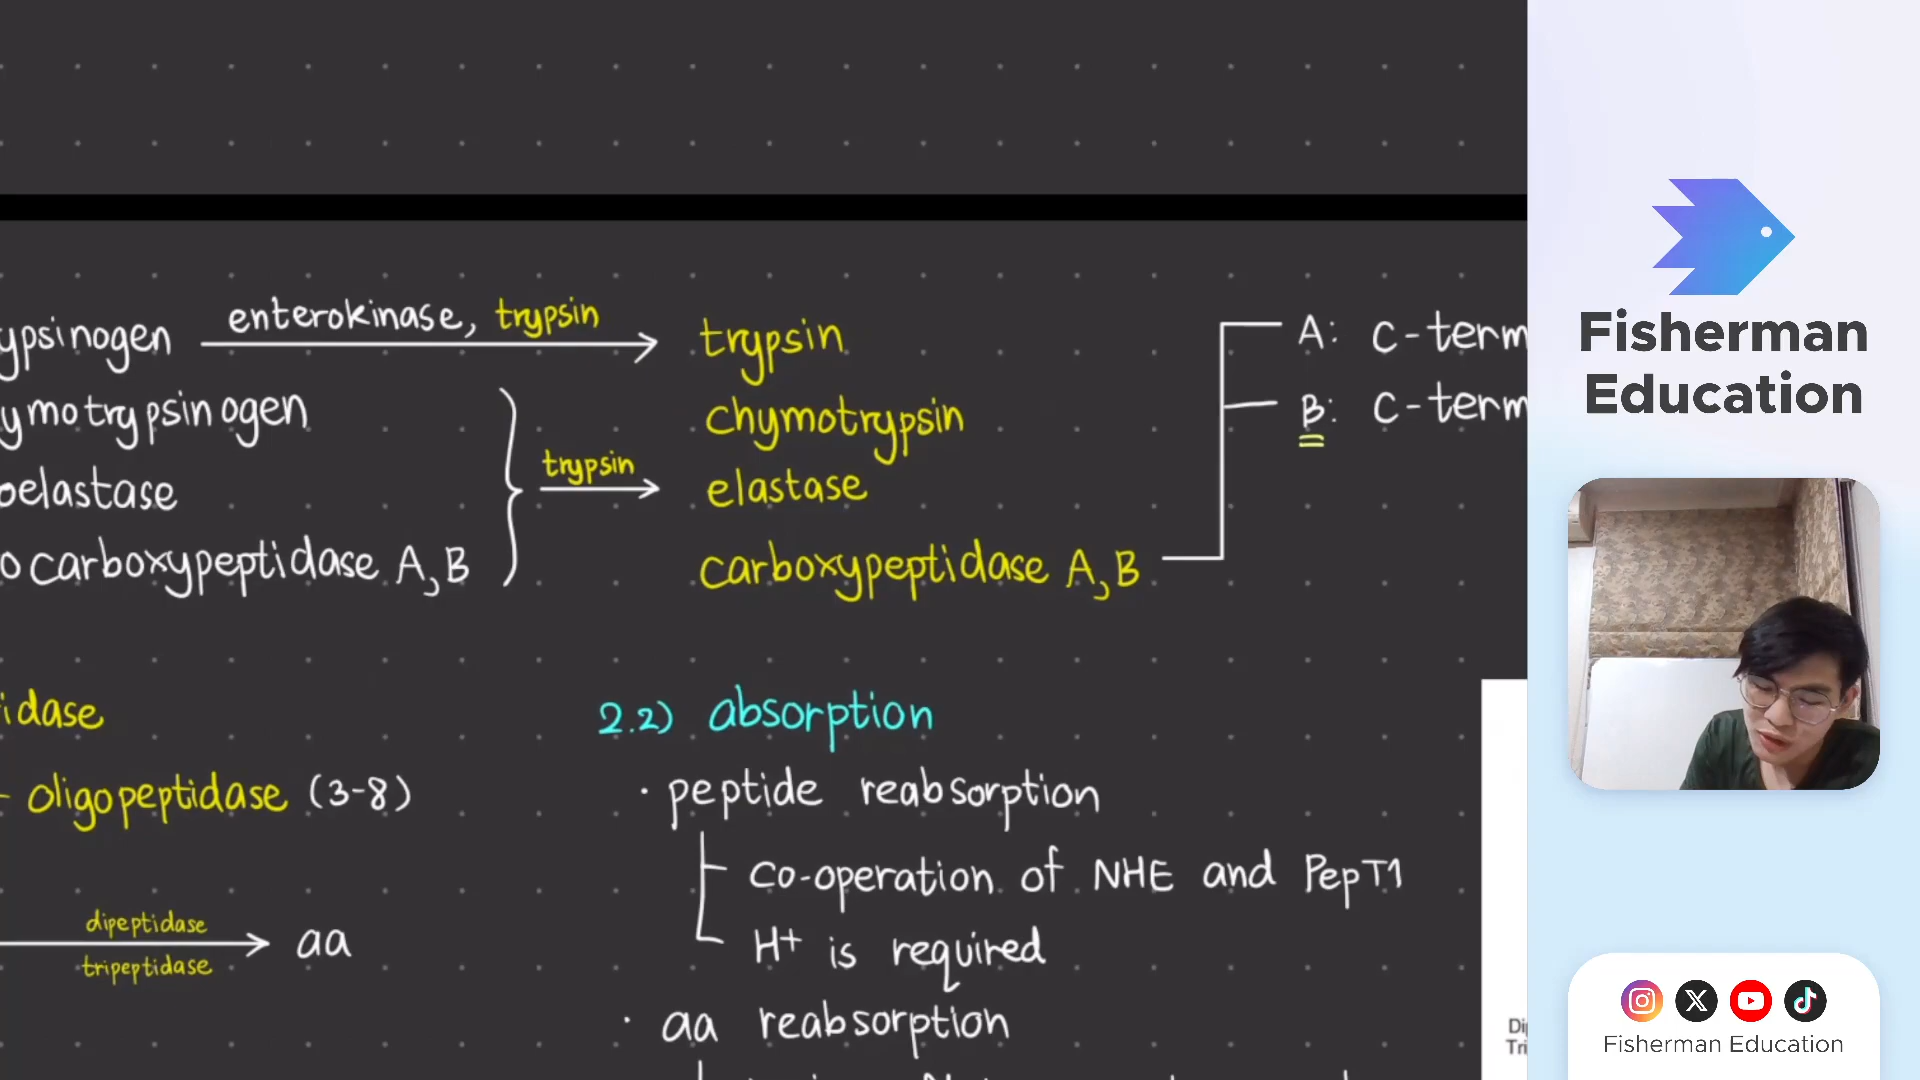 ypsinogen enterokinase, trypsin trypsin
ymotrypsinogen chymotrypsin
trypsin
oelastase elastase
o carboxypeptidase A,B carboxypeptidase A,B
A: C-term
B: C-term
idase
oligopeptidase (3-8)
dipeptidase
tripeptidase
aa
2.2) absorption
· peptide reabsorption
co-operation of NHE and PepT1
H+ is required
· aa reabsorption
Di
Tri
Fisherman
Education
Fisherman Education